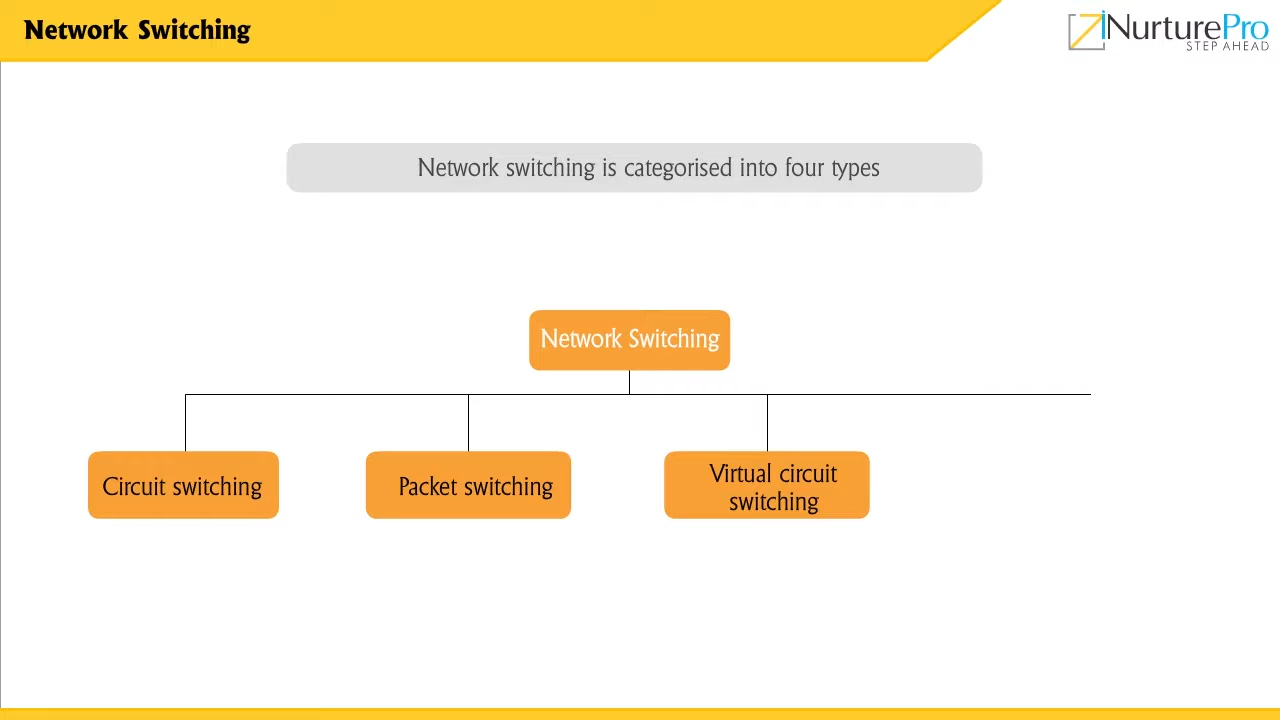 Network Switching
iNurturePro
STEP AHEAD
Network switching is categorised into four types
Network Switching
Circuit switching
Packet switching
Virtual circuit
switching